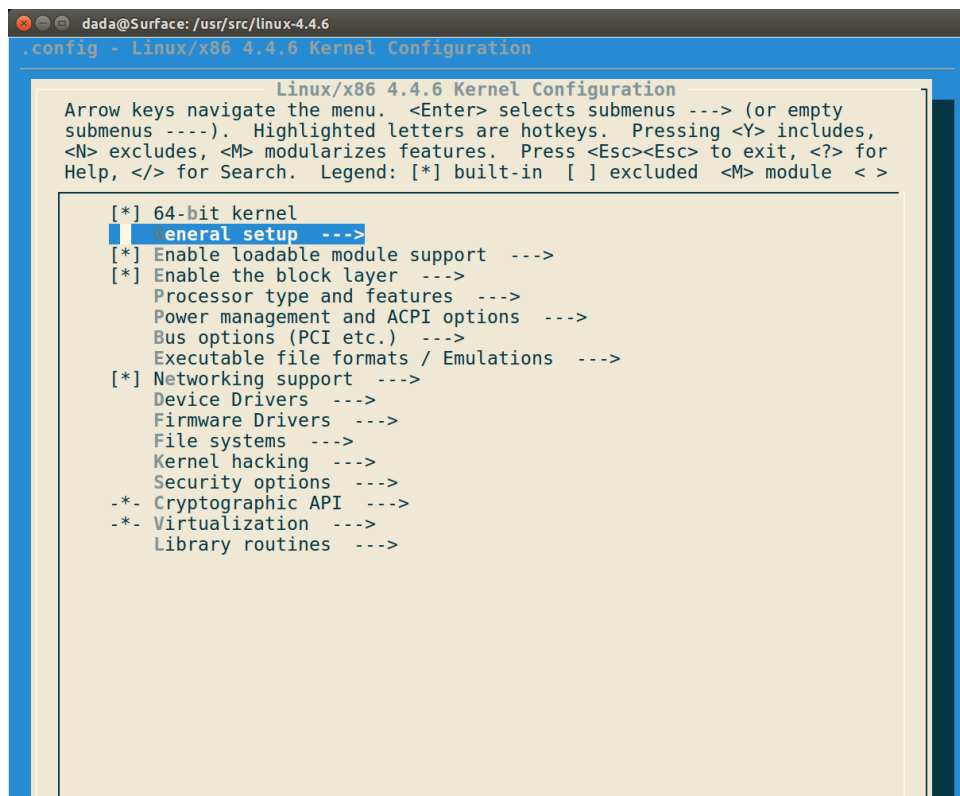 dada@Surface: /usr/src/linux-4.4.6
.config - Linux/x86 4.4.6 Kernel Configuration
Linux/x86 4.4.6 Kernel Configuration
Arrow keys navigate the menu.  <Enter> selects submenus ---> (or empty
submenus ----).  Highlighted letters are hotkeys.  Pressing <Y> includes,
<N> excludes, <M> modularizes features.  Press <Esc><Esc> to exit, <?> for
Help, </> for Search.  Legend: [*] built-in  [ ] excluded  <M> module  < >
[*] 64-bit kernel
General setup  --->
[*] Enable loadable module support  --->
[*] Enable the block layer  --->
Processor type and features  --->
Power management and ACPI options  --->
Bus options (PCI etc.)  --->
Executable file formats / Emulations  --->
[*] Networking support  --->
Device Drivers  --->
Firmware Drivers  --->
File systems  --->
Kernel hacking  --->
Security options  --->
-*- Cryptographic API  --->
-*- Virtualization  --->
Library routines  --->